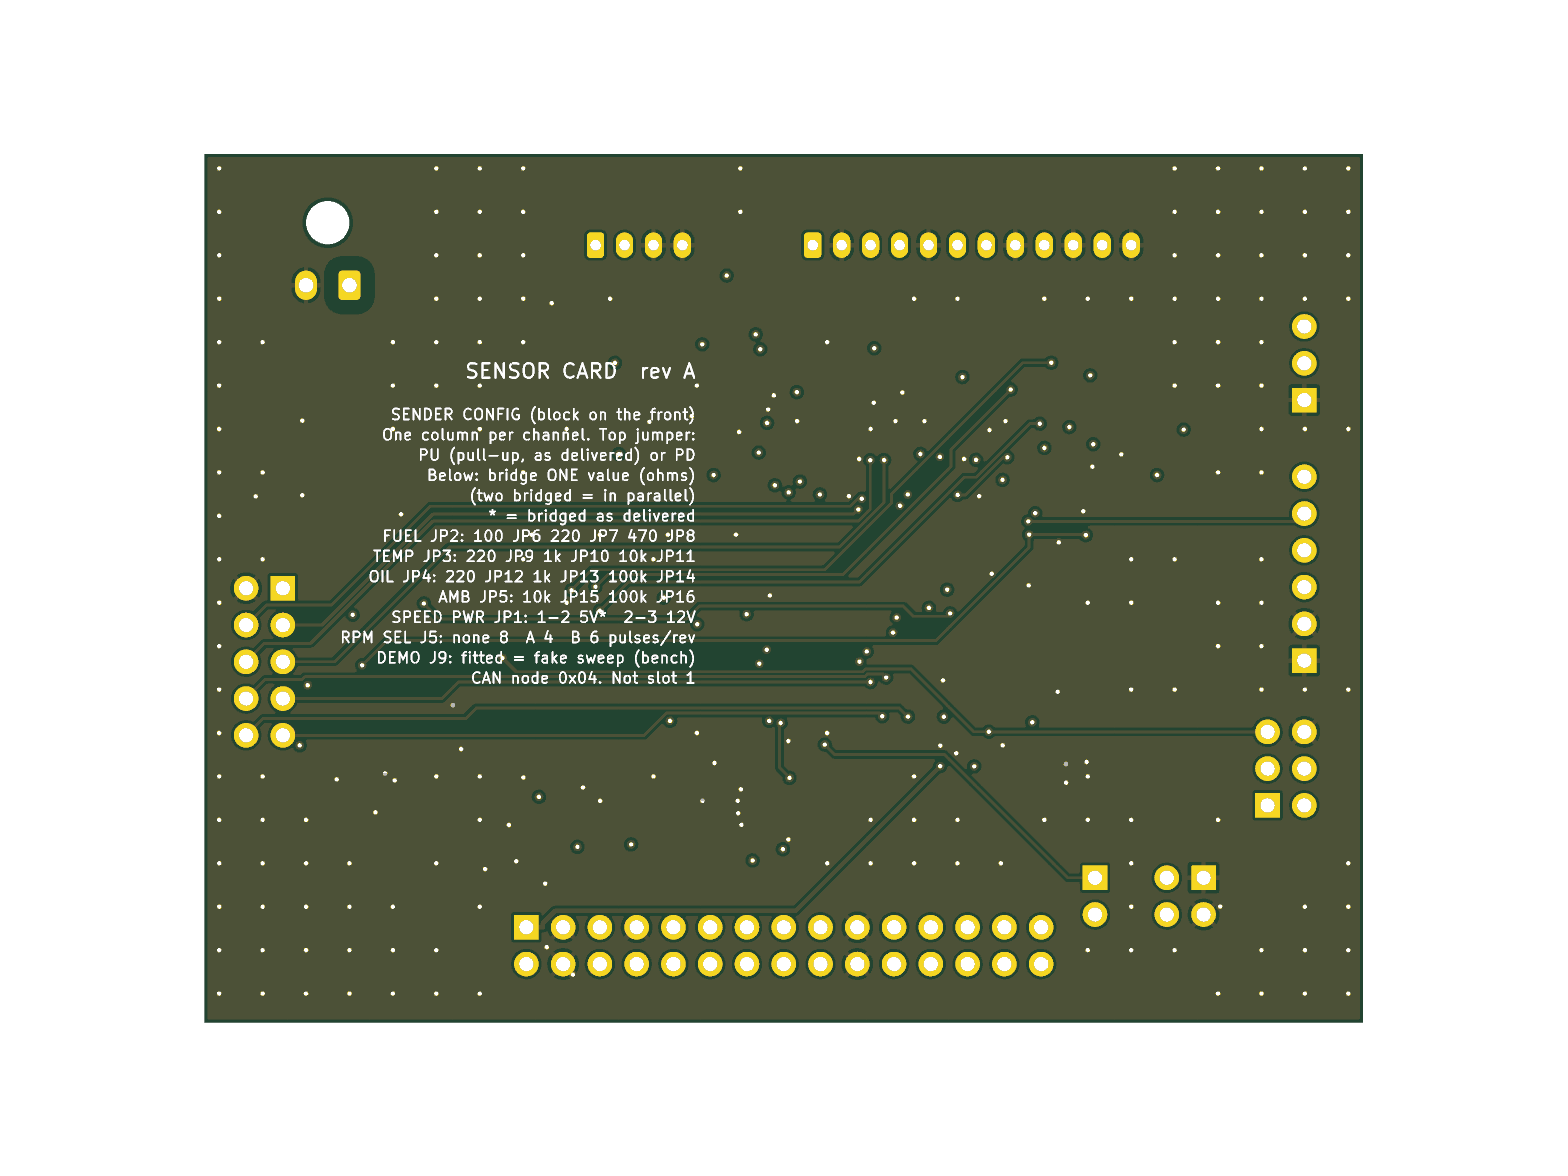 SENSOR CARD rev A
SENDER CONFIG (block on the front)
One column per channel. Top jumper:
PU (pull-up, as delivered) or PD
Below: bridge ONE value (ohms)
(two bridged = in parallel)
* = bridged as delivered
FUEL JP2: 100 JP6 220 JP7 470 JP8
TEMP JP3: 220 JP9 1k JP10 10k JP11
OIL JP4: 220 JP12 1k JP13 100k JP14
AMB JP5: 10k JP15 100k JP16
SPEED PWR JP1: 1-2 5V* 2-3 12V
RPM SEL J5: none 8 A 4 B 6 pulses/rev
DEMO J9: fitted = fake sweep (bench)
CAN node 0x04. Not slot 1